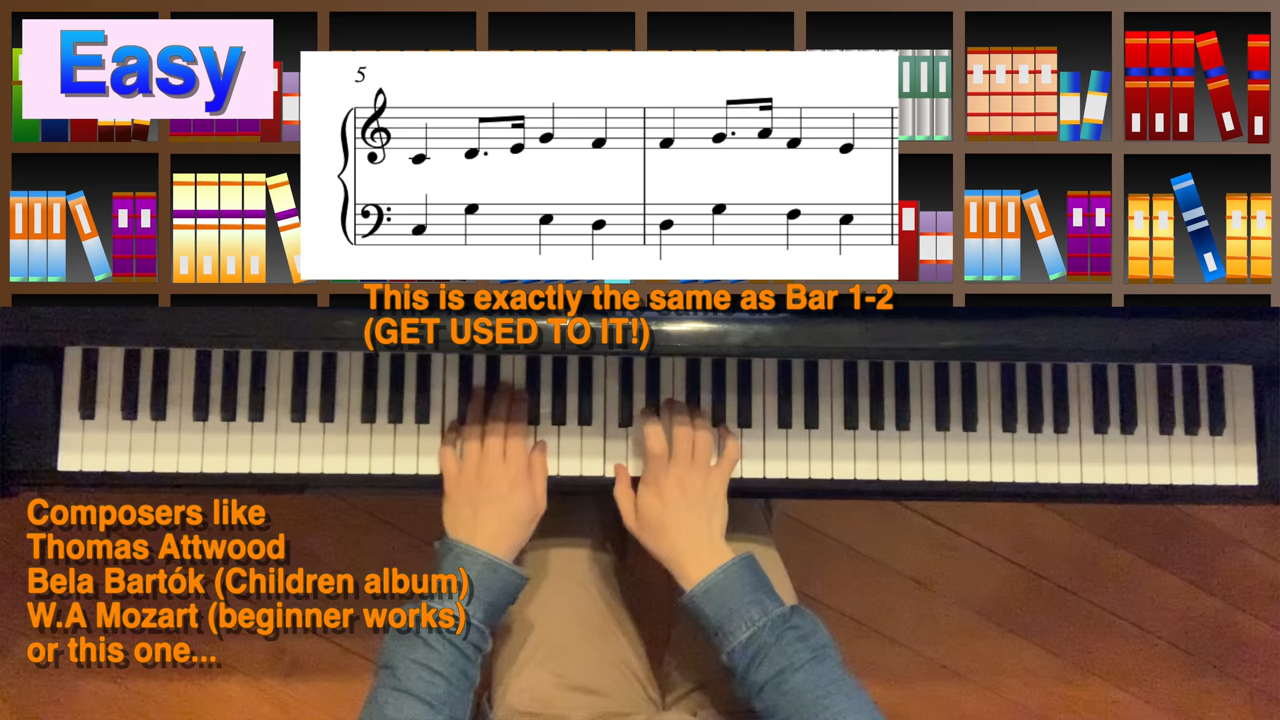 Easy
5
This is exactly the same as Bar 1-2
(GET USED TO IT!)
Composers like
Thomas Attwood
Bela Bartók (Children album)
W.A Mozart (beginner works)
or this one...